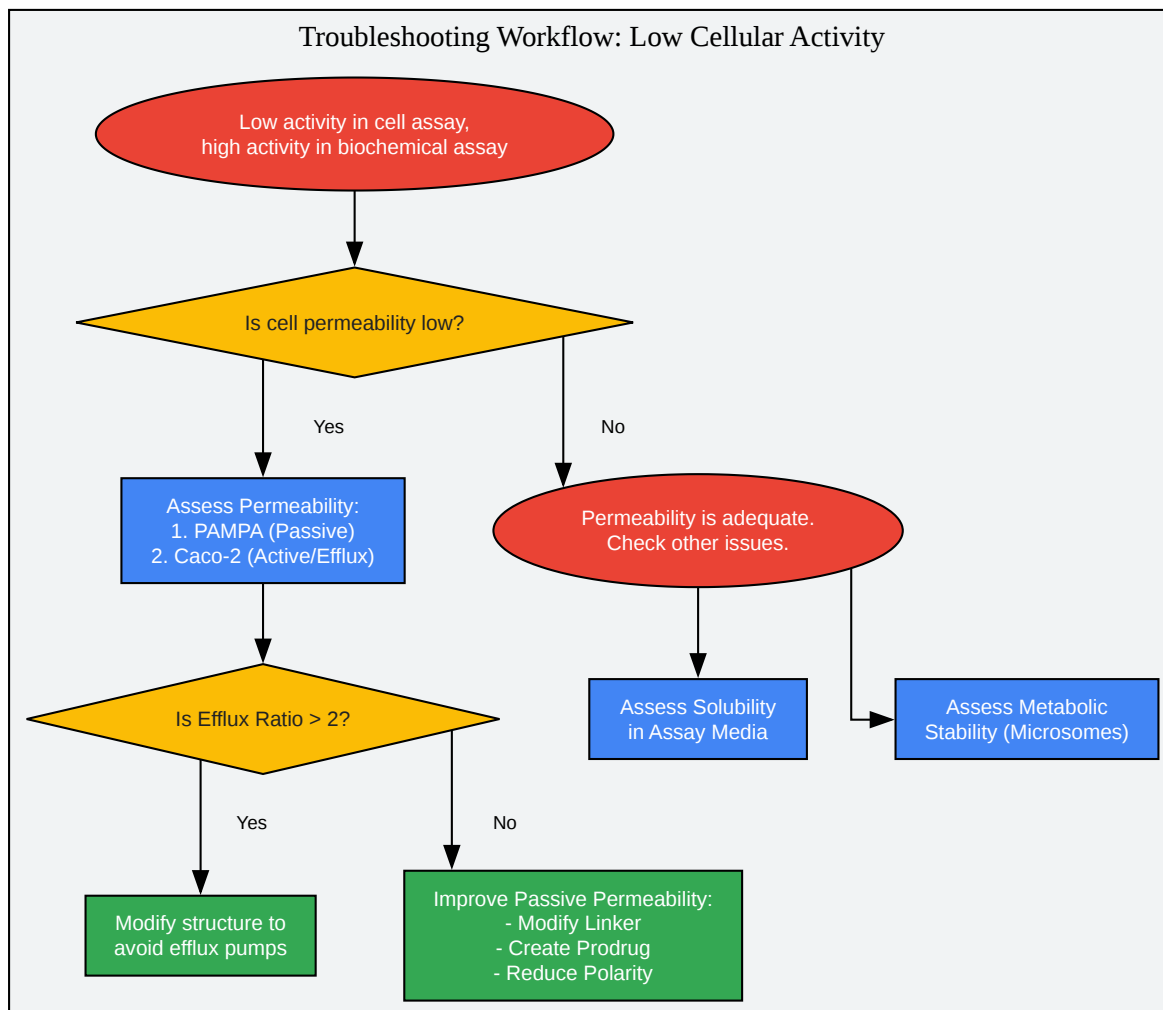 Troubleshooting Workflow: Low Cellular Activity
Low activity in cell assay,
high activity in biochemical assay
Is cell permeability low?
Yes
No
Assess Permeability:
1. PAMPA (Passive)
2. Caco-2 (Active/Efflux)
Permeability is adequate.
Check other issues.
Is Efflux Ratio > 2?
Assess Solubility
in Assay Media
Assess Metabolic
Stability (Microsomes)
Yes
No
Modify structure to
avoid efflux pumps
Improve Passive Permeability:
- Modify Linker
- Create Prodrug
- Reduce Polarity